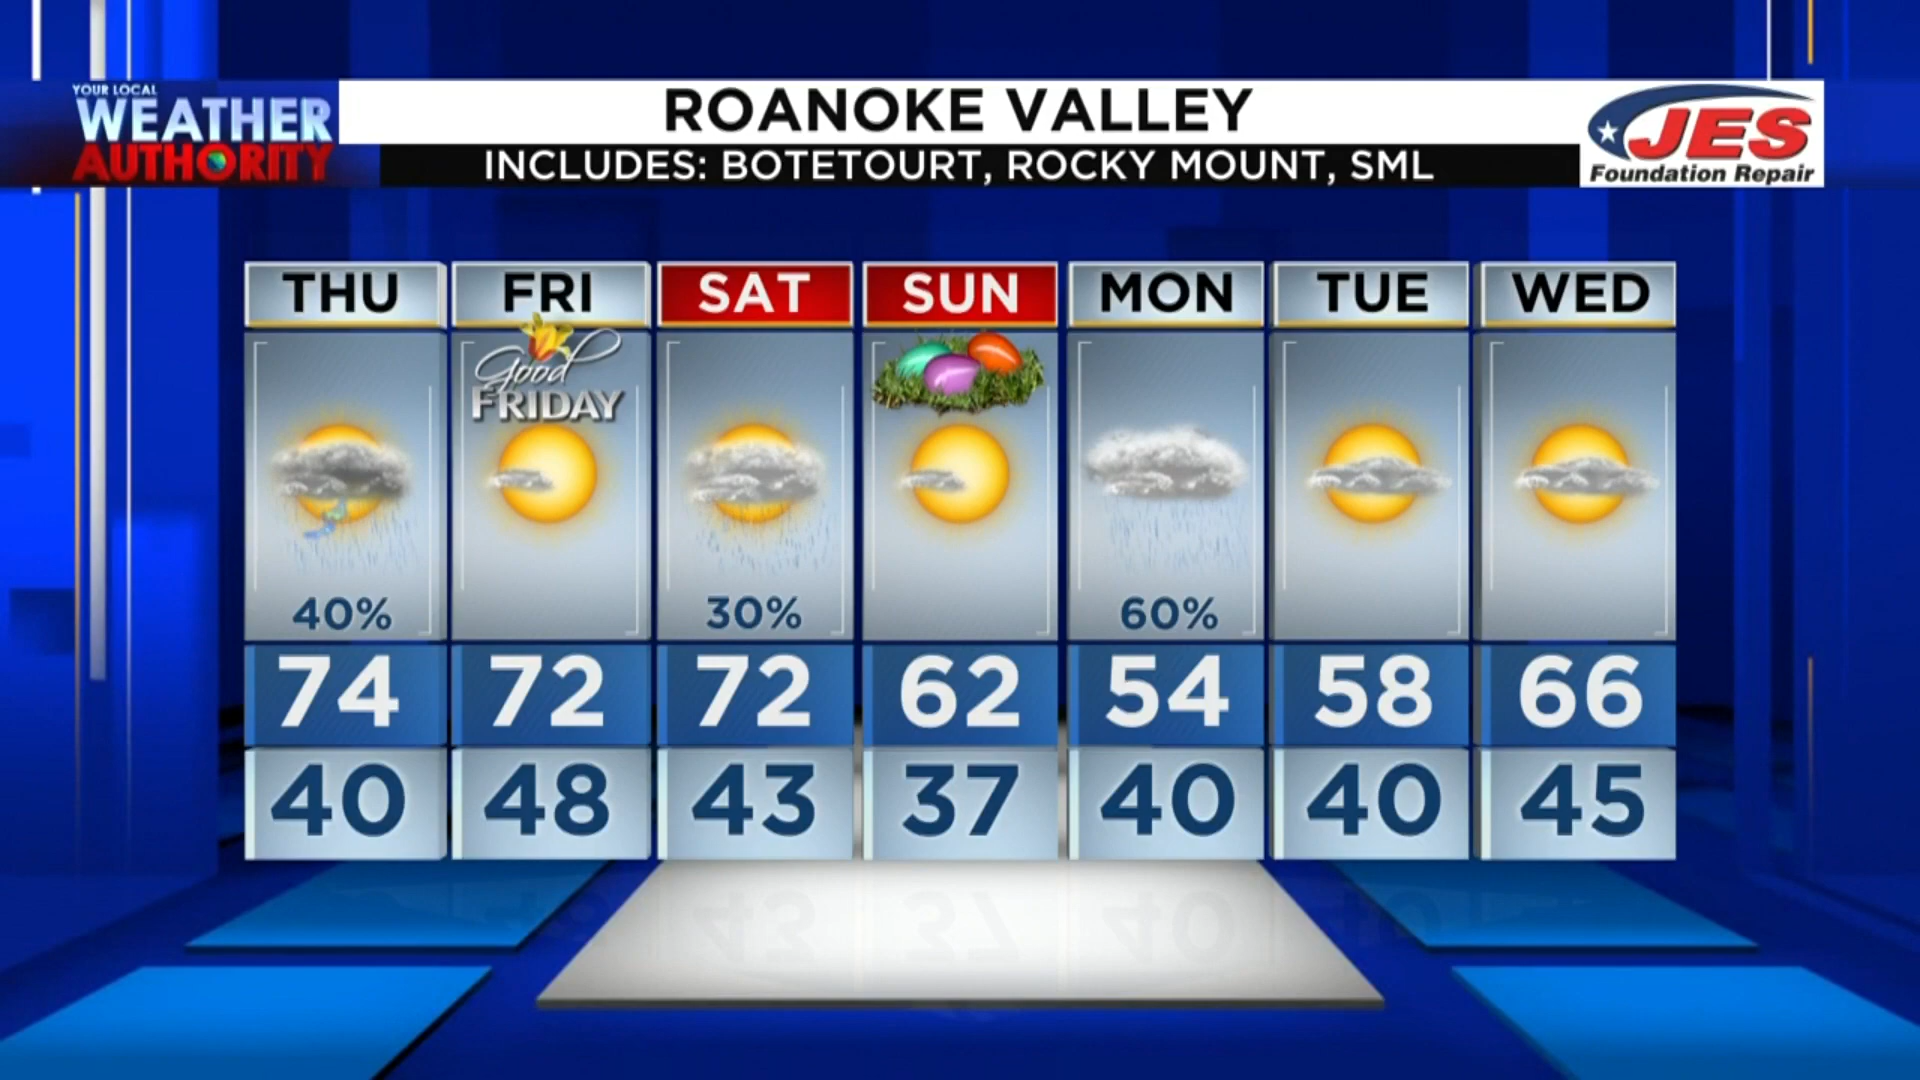 YOUR LOCAL
WEATHER
AUTHORITY
ROANOKE VALLEY
INCLUDES: BOTETOURT, ROCKY MOUNT, SML
JES
Foundation Repair
THU FRI SAT SUN MON TUE WED
Good
FRIDAY
40% 30% 60%
74 72 72 62 54 58 66
40 48 43 37 40 40 45